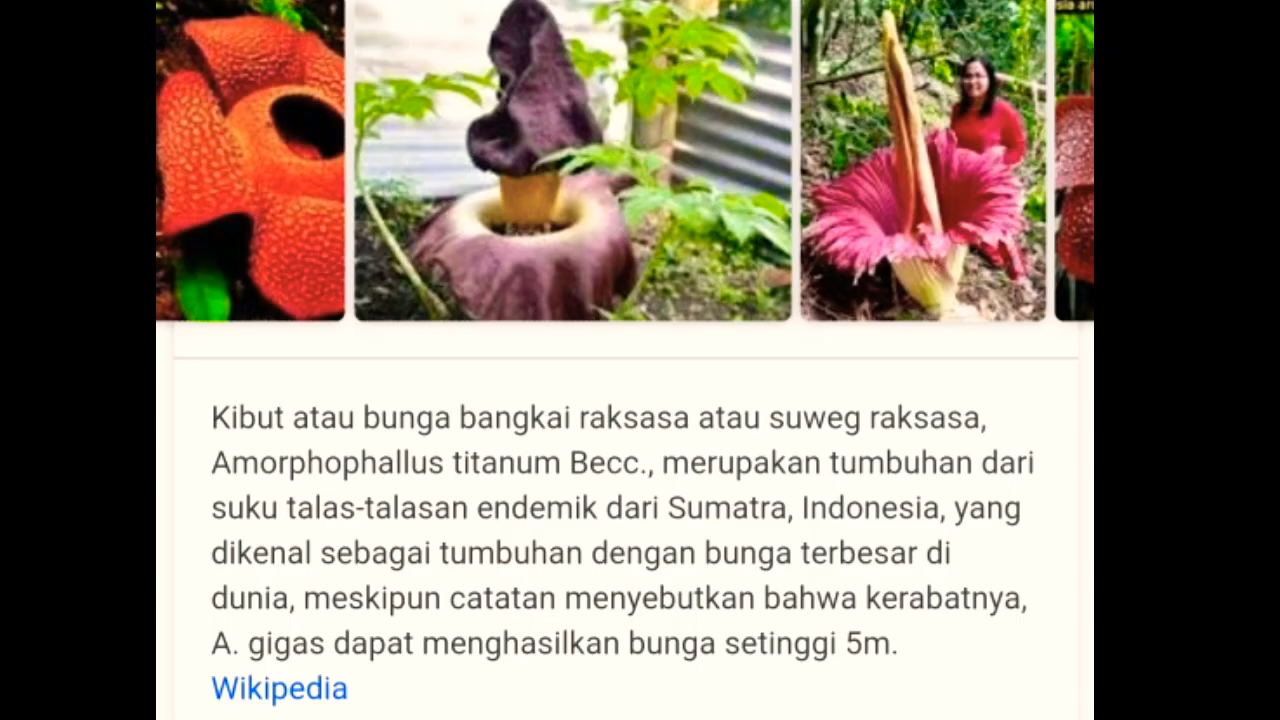 Kibut atau bunga bangkai raksasa atau suweg raksasa,
Amorphophallus titanum Becc., merupakan tumbuhan dari
suku talas-talasan endemik dari Sumatra, Indonesia, yang
dikenal sebagai tumbuhan dengan bunga terbesar di
dunia, meskipun catatan menyebutkan bahwa kerabatnya,
A. gigas dapat menghasilkan bunga setinggi 5m.
Wikipedia